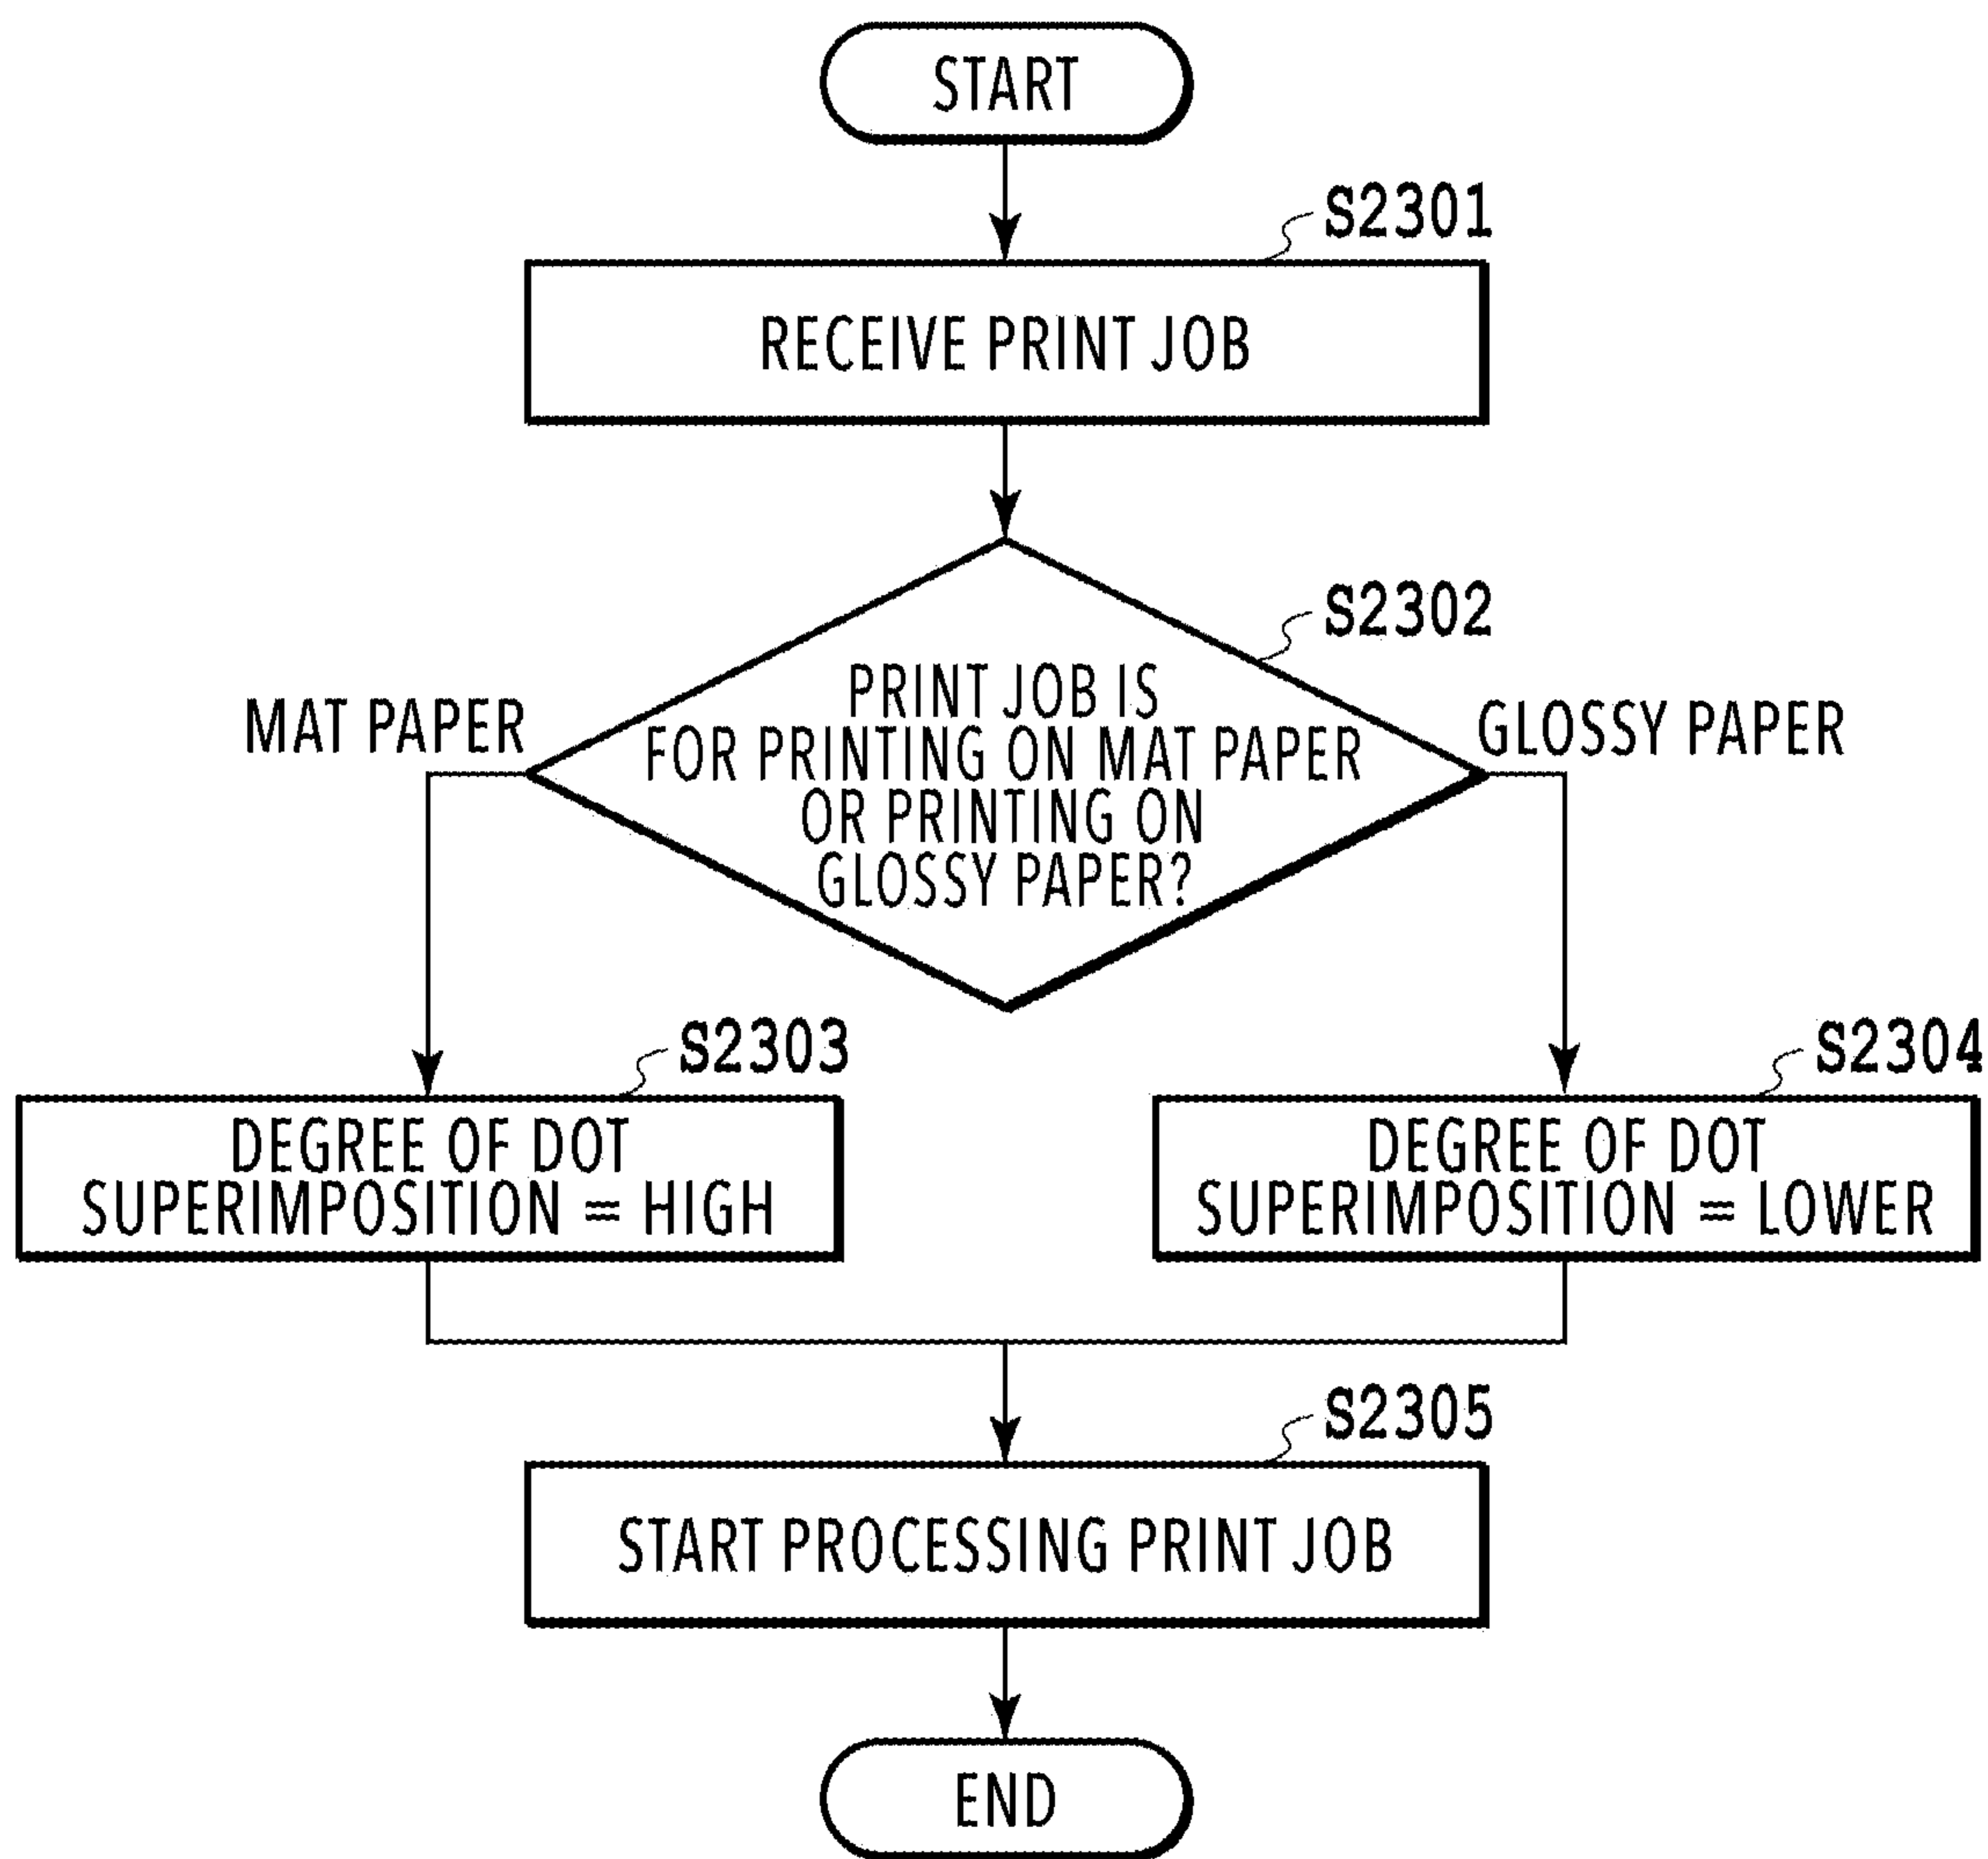 START
S2301
RECEIVE PRINT JOB
S2302
PRINT JOB IS
MAT PAPER
FOR PRINTING ON MAT PAPER
GLOSSY PAPER
OR PRINTING ON
GLOSSY PAPER?
S2303
S2304
DEGREE OF DOT
SUPERIMPOSITION = HIGH
DEGREE OF DOT
SUPERIMPOSITION = LOWER
S2305
START PROCESSING PRINT JOB
END